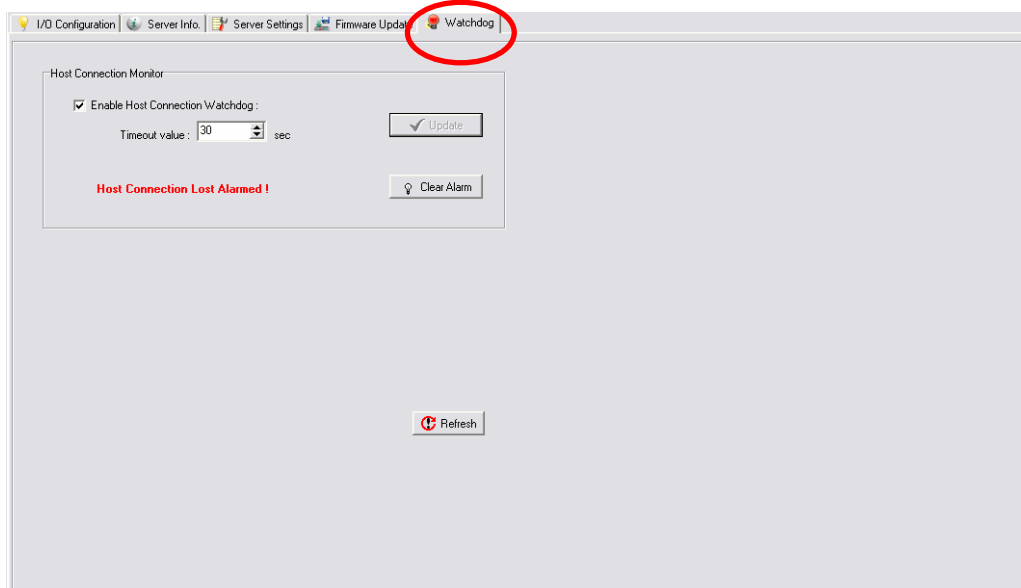 I/O Configuration Server Info. Server Settings Firmware Update Watchdog
Host Connection Monitor
Enable Host Connection Watchdog :
Timeout value : 30 sec
Update
Host Connection Lost Alarmed !
Clear Alarm
Refresh